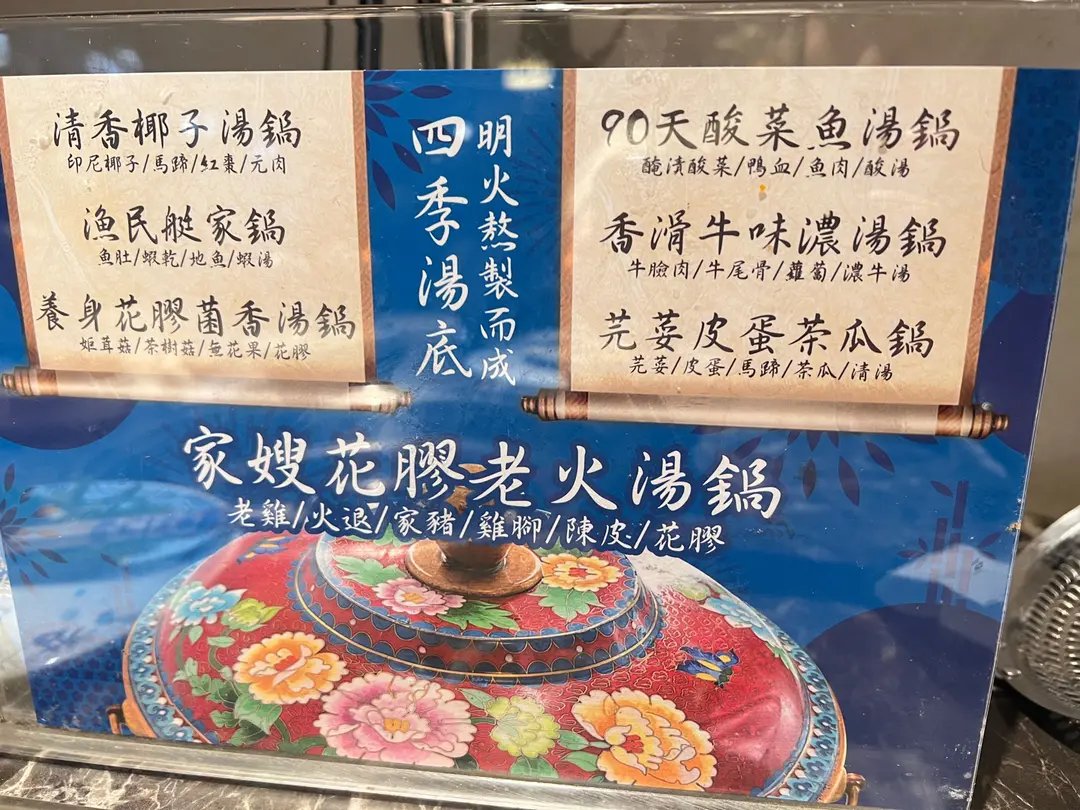 清香椰子湯鍋
印尼椰子/馬蹄/紅棗/元肉
漁民艇家鍋
魚肚/蝦乾/地魚/蝦湯
養身花膠菌香湯鍋
姬茸菇/茶樹菇/無花果/花膠
明火熬製而成
四季湯底
90天酸菜魚湯鍋
醃漬酸菜/鴨血/魚肉/酸湯
香滑牛味濃湯鍋
牛臉肉/牛尾骨/蘿蔔/濃牛湯
芫荽皮蛋茶瓜鍋
芫荽/皮蛋/馬蹄/茶瓜/清湯
家嫂花膠老火湯鍋
老雞/火退/家豬/雞腳/陳皮/花膠